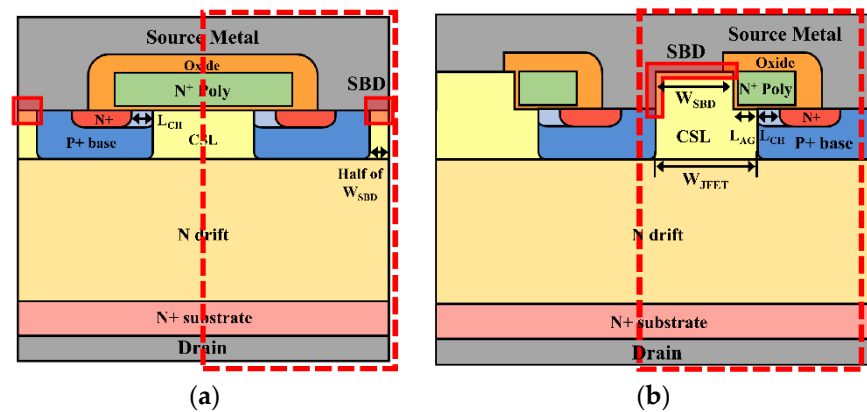 Source Metal
Oxide
SBD
N⁺ Poly
N+
L_CH
CSL
P+ base
Half of
W_SBD
N drift
N+ substrate
Drain
(a)
Source Metal
SBD
Oxide
N⁺ Poly
W_SBD
N⁺ Poly
N+
CSL
L_AG
L_CH
P+ base
W_JFET
N drift
N+ substrate
Drain
(b)